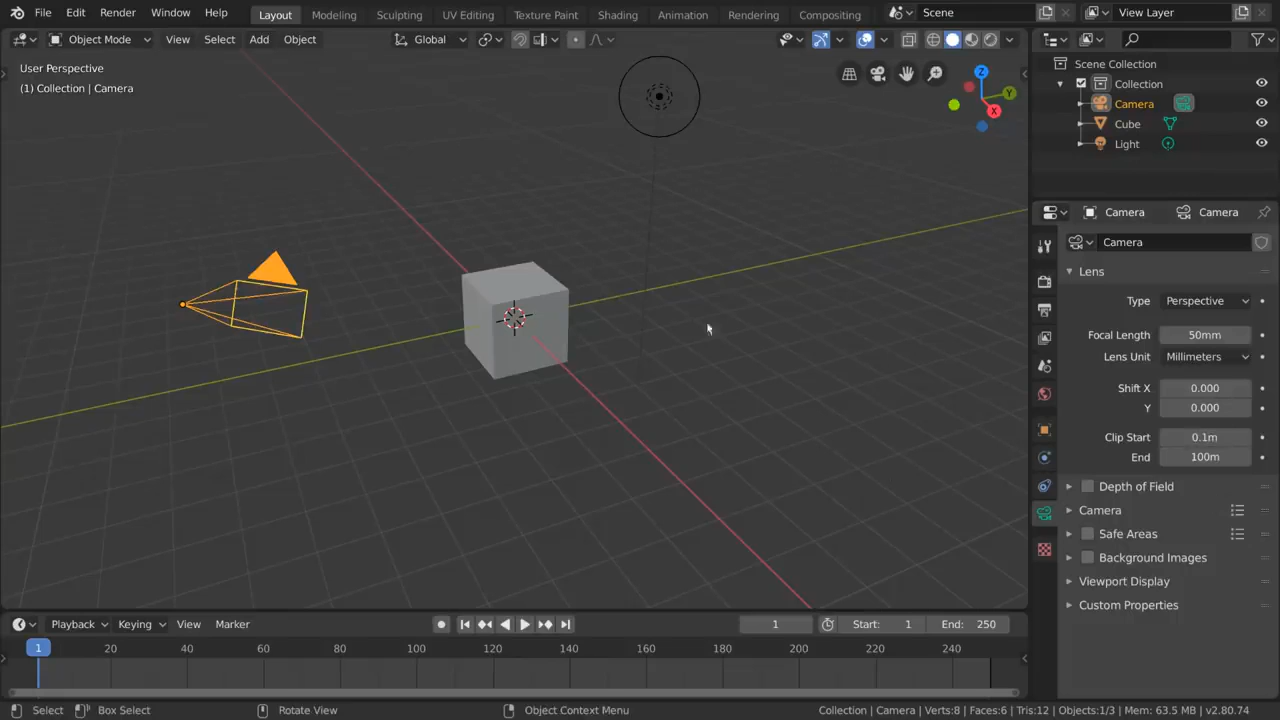 File Edit Render Window Help Layout Modeling Sculpting UV Editing Texture Paint Shading Animation Rendering Compositing Scene View Layer
Object Mode View Select Add Object Global
User Perspective
(1) Collection | Camera
Z
Y
X
Scene Collection
Collection
Camera
Cube
Light
Camera Camera
Camera
Lens
Type Perspective
Focal Length 50mm
Lens Unit Millimeters
Shift X 0.000
Y 0.000
Clip Start 0.1m
End 100m
Depth of Field
Camera
Safe Areas
Background Images
Viewport Display
Custom Properties
Playback Keying View Marker 1 Start: 1 End: 250
1 20 40 60 80 100 120 140 160 180 200 220 240
Select Box Select Rotate View Object Context Menu Collection | Camera | Verts:8 | Faces:6 | Tris:12 | Objects:1/3 | Mem: 63.5 MB | v2.80.74